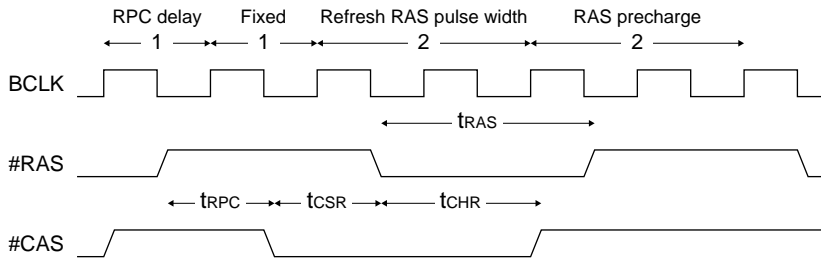 RPC delay Fixed Refresh RAS pulse width RAS precharge
1 1 2 2
BCLK
tRAS
#RAS
tRPC tCSR tCHR
#CAS